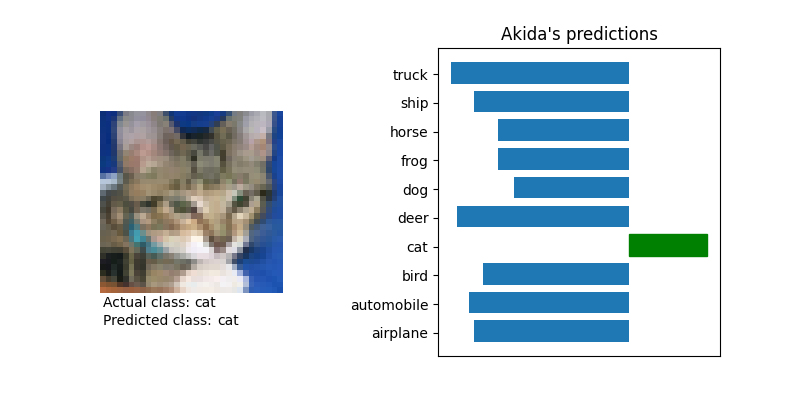 Akida's predictions
truck
ship
horse
frog
dog
deer
cat
bird
automobile
airplane
Actual class: cat
Predicted class: cat